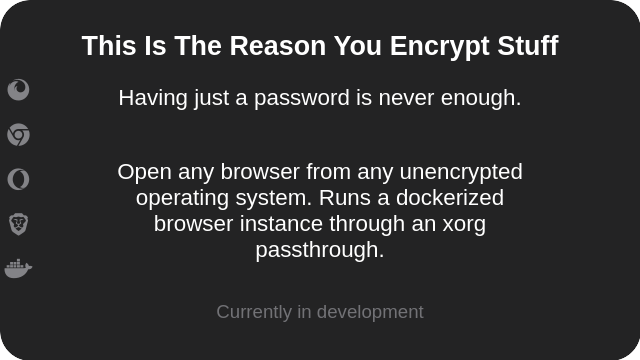 This Is The Reason You Encrypt Stuff
Having just a password is never enough.
Open any browser from any unencrypted
operating system. Runs a dockerized
browser instance through an xorg
passthrough.
Currently in development